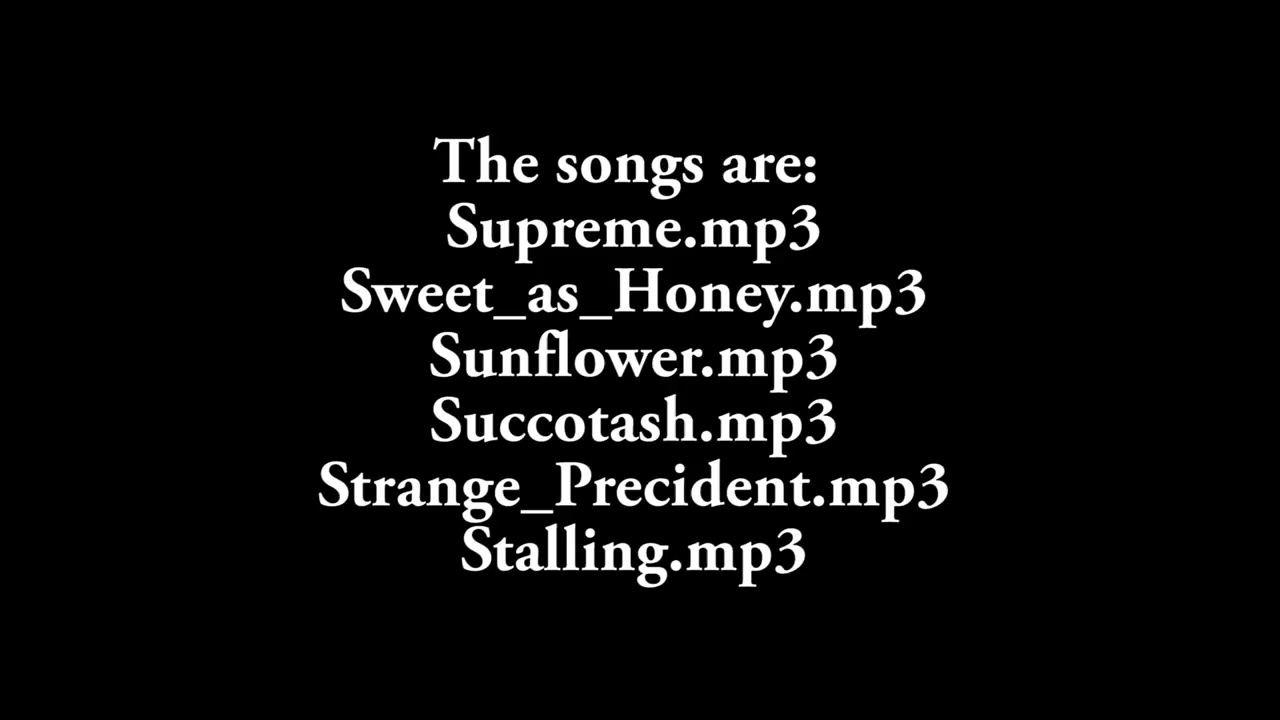 The songs are:
Supreme.mp3
Sweet_as_Honey.mp3
Sunflower.mp3
Succotash.mp3
Strange_Precident.mp3
Stalling.mp3